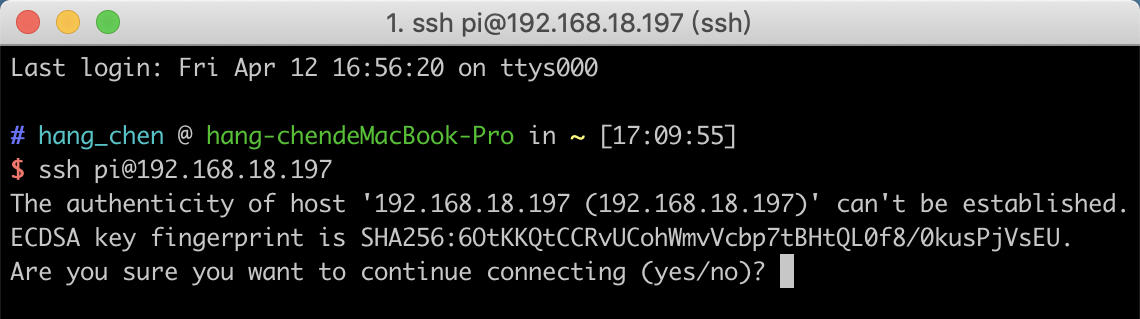 1. ssh pi@192.168.18.197 (ssh)
Last login: Fri Apr 12 16:56:20 on ttys000
# hang_chen @ hang-chendeMacBook-Pro in ~ [17:09:55]
$ ssh pi@192.168.18.197
The authenticity of host '192.168.18.197 (192.168.18.197)' can't be established.
ECDSA key fingerprint is SHA256:6OtKKQtCCRvUCohWmvVcbp7tBHtQL0f8/0kusPjVsEU.
Are you sure you want to continue connecting (yes/no)?